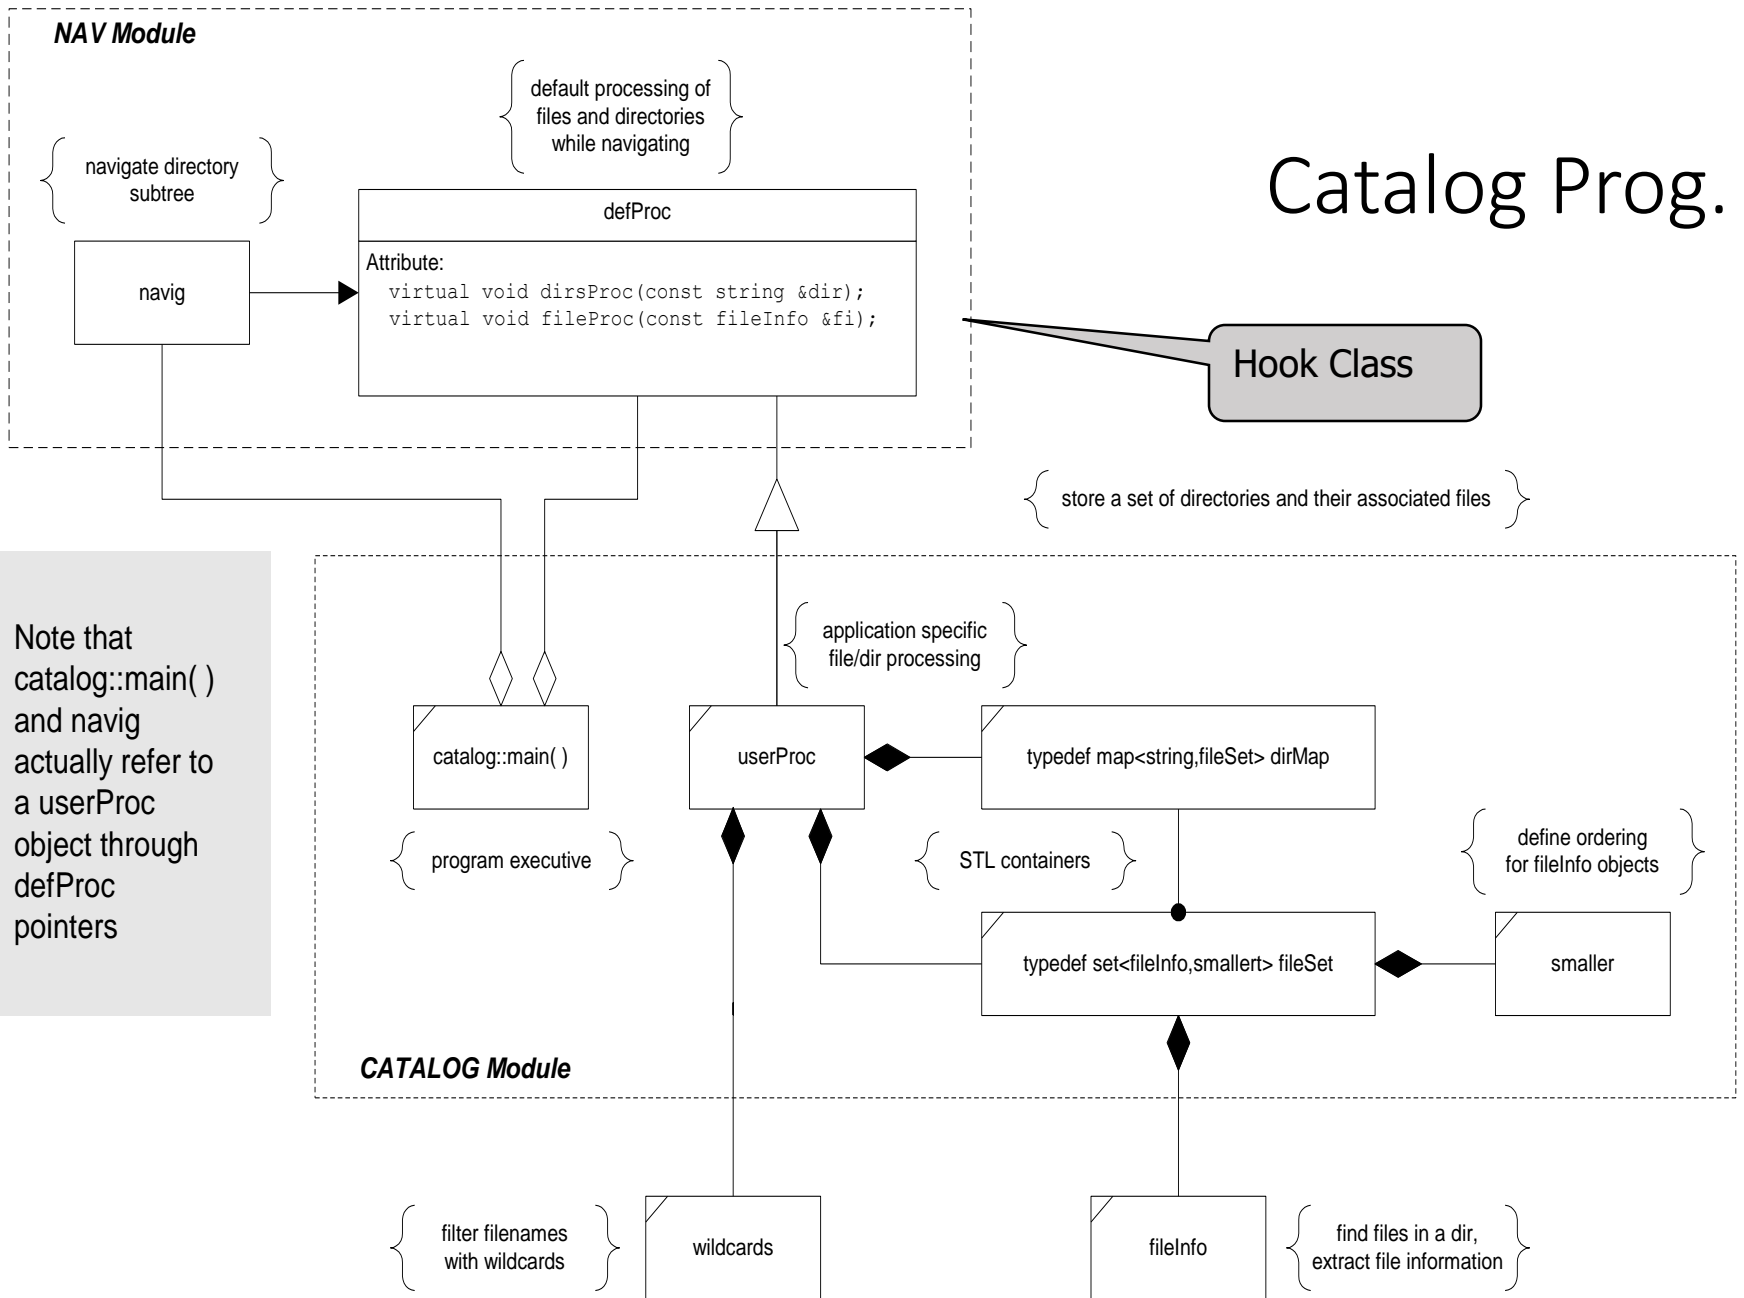 NAV Module
default processing of
files and directories
while navigating
navigate directory
subtree
Catalog Prog.
defProc
navig
Attribute:
virtual void dirsProc(const string &dir);
virtual void fileProc(const fileInfo &fi);
Hook Class
store a set of directories and their associated files
Note that
catalog::main( )
and navig
actually refer to
a userProc
object through
defProc
pointers
application specific
file/dir processing
catalog::main( )
userProc
typedef map<string,fileSet> dirMap
program executive
STL containers
define ordering
for fileInfo objects
typedef set<fileInfo,smallert> fileSet
smaller
CATALOG Module
filter filenames
with wildcards
wildcards
fileInfo
find files in a dir,
extract file information